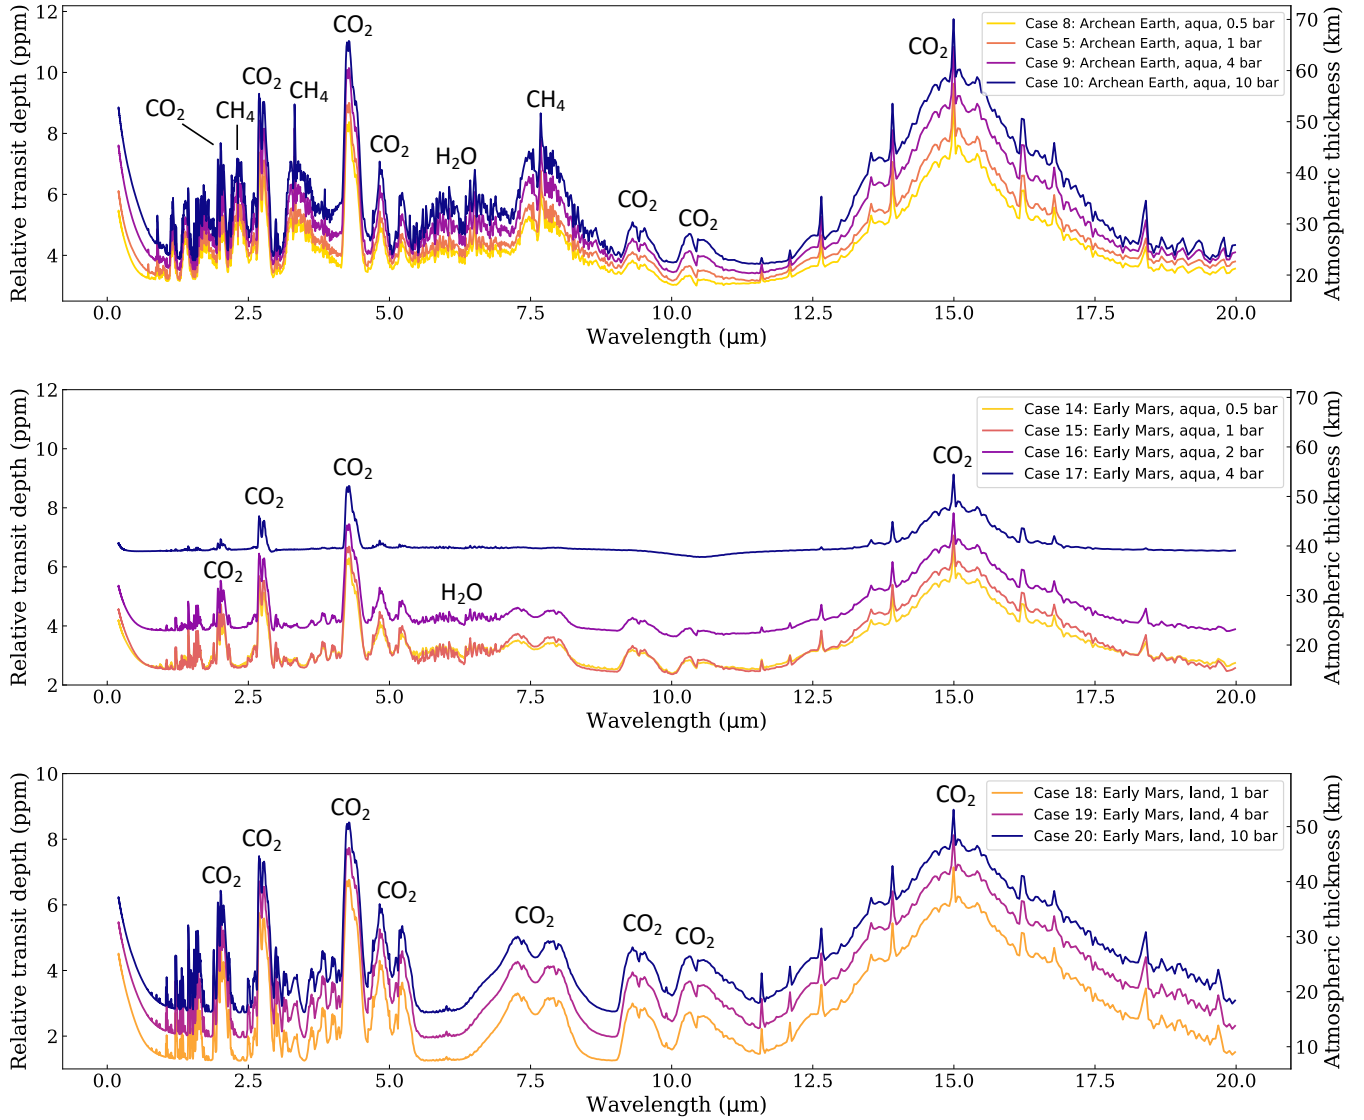 Relative transit depth (ppm)
12
10
8
6
4
CO2
CH4
CO2
CO2
CH4
CO2
CO2
H2O
CH4
CO2
CO2
CO2
Case 8: Archean Earth, aqua, 0.5 bar
Case 5: Archean Earth, aqua, 1 bar
Case 9: Archean Earth, aqua, 4 bar
Case 10: Archean Earth, aqua, 10 bar
70
60
50
40
30
20
Atmospheric thickness (km)
0.0 2.5 5.0 7.5 10.0 12.5 15.0 17.5 20.0
Wavelength (μm)
Relative transit depth (ppm)
12
10
8
6
4
2
CO2
CO2
CO2
H2O
CO2
Case 14: Early Mars, aqua, 0.5 bar
Case 15: Early Mars, aqua, 1 bar
Case 16: Early Mars, aqua, 2 bar
Case 17: Early Mars, aqua, 4 bar
70
60
50
40
30
20
Atmospheric thickness (km)
0.0 2.5 5.0 7.5 10.0 12.5 15.0 17.5 20.0
Wavelength (μm)
Relative transit depth (ppm)
10
8
6
4
2
CO2
CO2
CO2
CO2
CO2
CO2
CO2
CO2
Case 18: Early Mars, land, 1 bar
Case 19: Early Mars, land, 4 bar
Case 20: Early Mars, land, 10 bar
50
40
30
20
10
Atmospheric thickness (km)
0.0 2.5 5.0 7.5 10.0 12.5 15.0 17.5 20.0
Wavelength (μm)